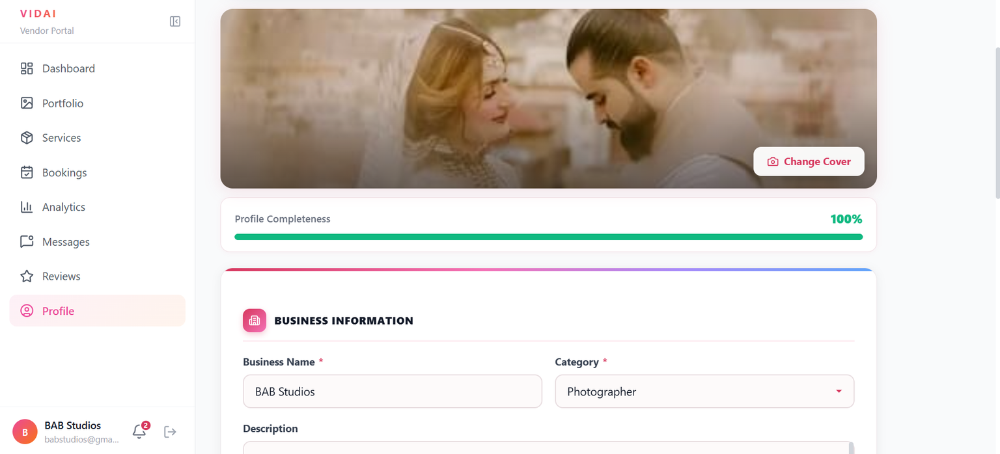 VIDAI
Vendor Portal
Dashboard
Portfolio
Services
Bookings
Analytics
Messages
Reviews
Profile
BAB Studios
babstudios@gma...
B
2
Change Cover
Profile Completeness
100%
BUSINESS INFORMATION
Business Name *
BAB Studios
Category *
Photographer
Description